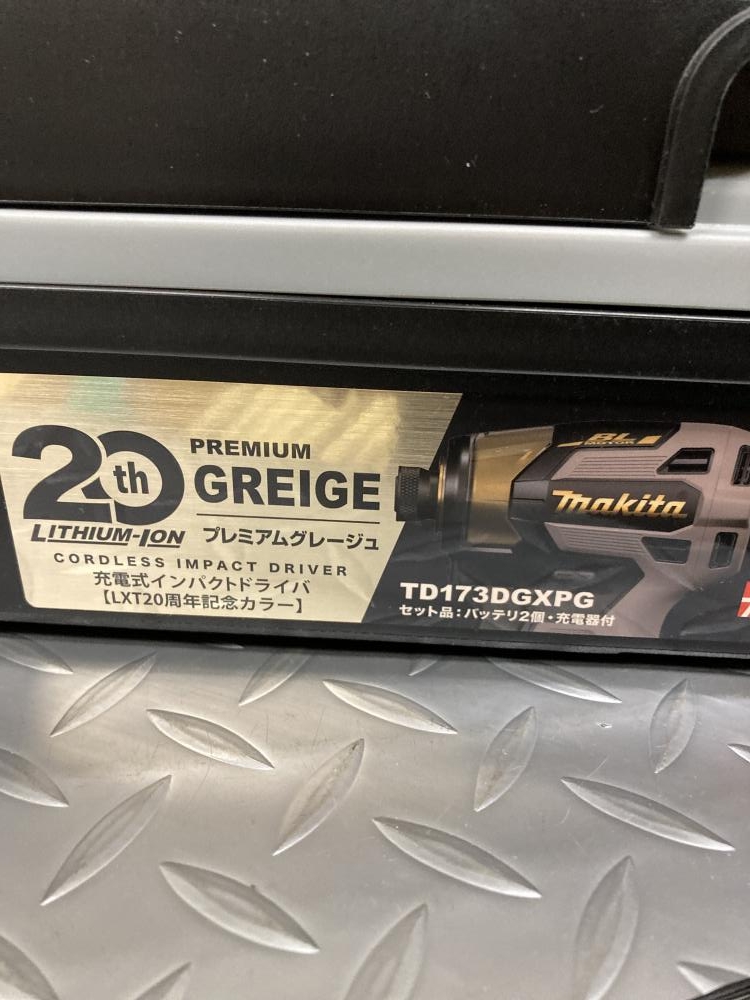 20th
LITHIUM-ION
PREMIUM
GREIGE
プレミアムグレージュ
CORDLESS IMPACT DRIVER
充電式インパクトドライバ
【LXT20周年記念カラー】
BL
MOTOR
makita
TD173DGXPG
セット品:バッテリ2個・充電器付